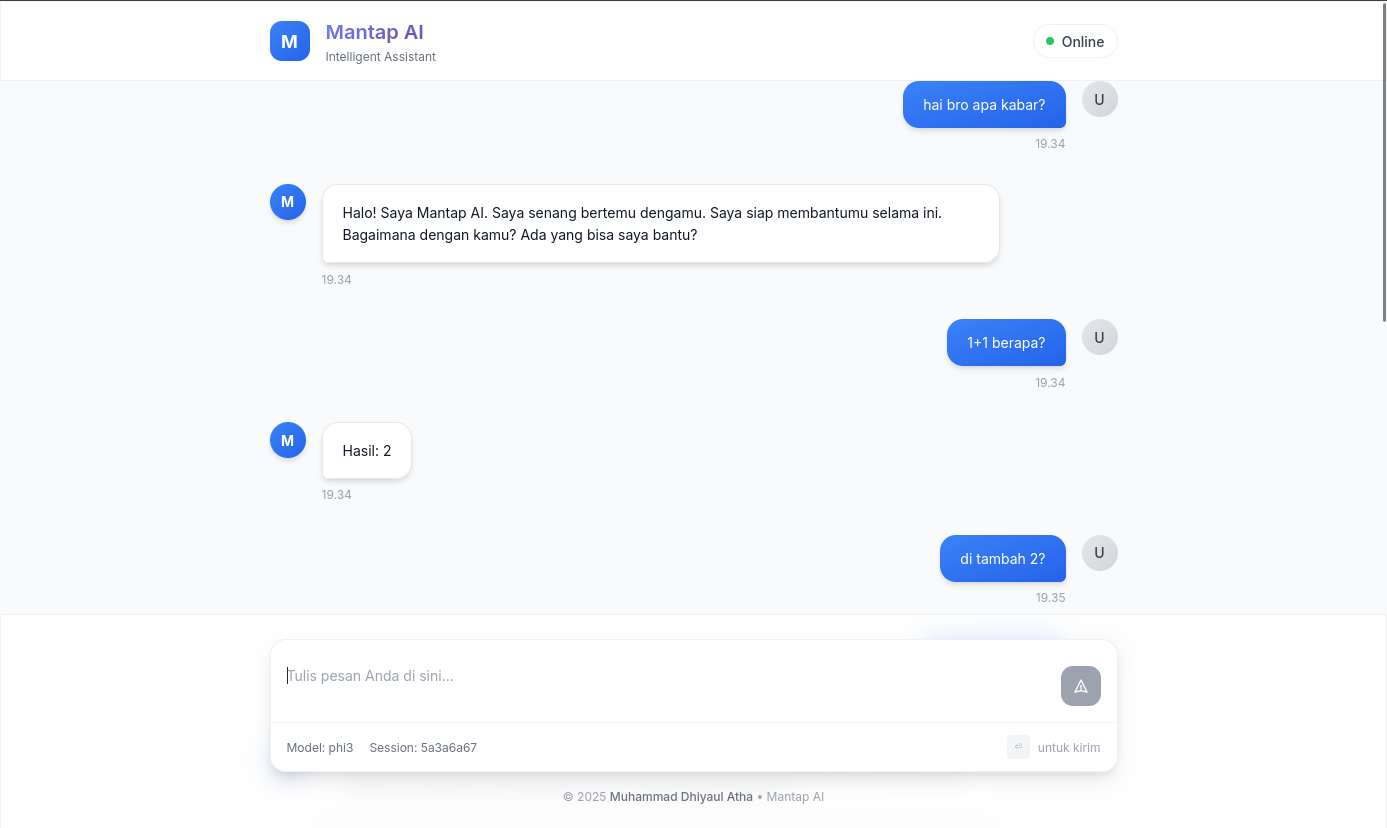 M
Mantap AI
Intelligent Assistant
Online
hai bro apa kabar?
U
19.34
M
Halo! Saya Mantap AI. Saya senang bertemu dengamu. Saya siap membantumu selama ini.
Bagaimana dengan kamu? Ada yang bisa saya bantu?
19.34
1+1 berapa?
U
19.34
M
Hasil: 2
19.34
di tambah 2?
U
19.35
Tulis pesan Anda di sini...
Model: phi3 Session: 5a3a6a67
⏎ untuk kirim
© 2025 Muhammad Dhiyaul Atha • Mantap AI